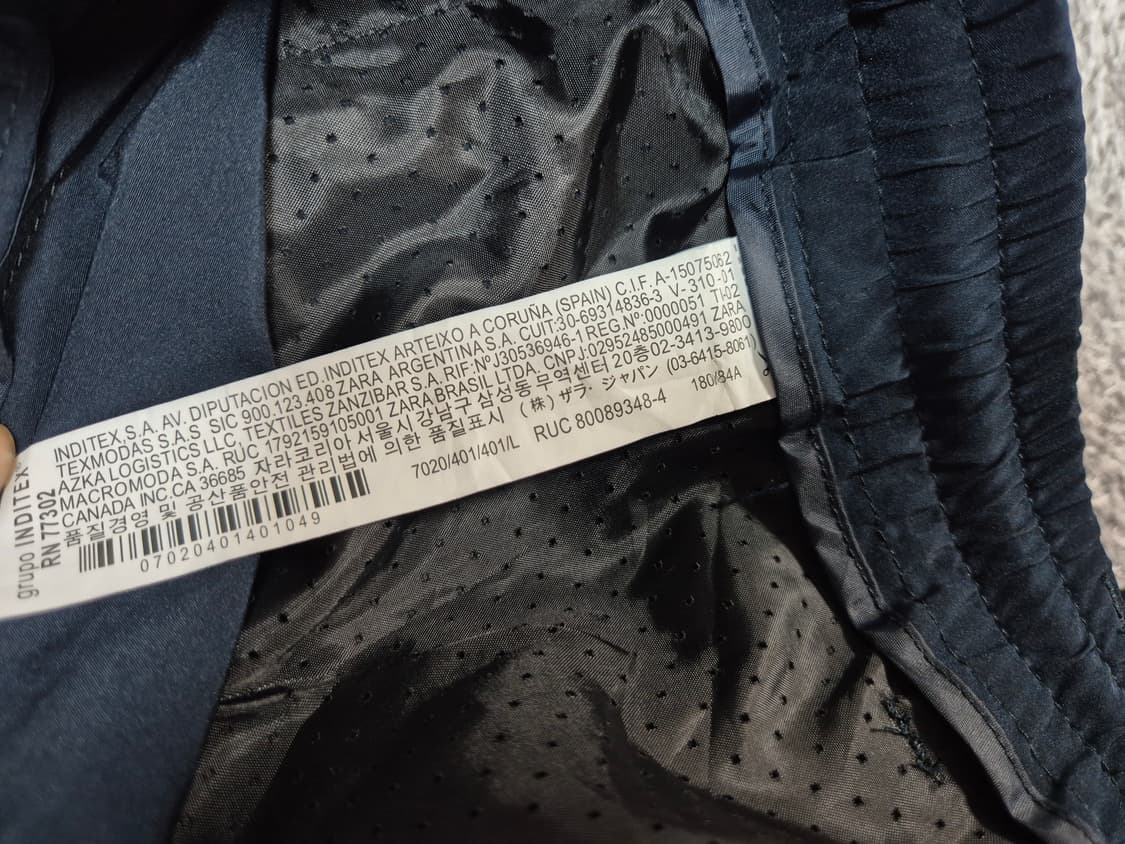 INDITEX,S.A. AV. DIPUTACION ED.INDITEX ARTEIXO A CORUÑA (SPAIN) C.I.F. A-15075062
TEXMODAS S.A.S SIC 900.123.408 ZARA ARGENTINA S.A. CUIT:30-69314836-3 V-310-01
AZKA LOGISTICS LLC, TEXTILES ZANZIBAR S.A. RIF:NºJ30536946-1 REG.Nº:0000051 TI-02
MACROMODA S.A. RUC 1792159105001 ZARA BRASIL LTDA. CNPJ:02952485000491 ZARA
CANADA INC.CA 36685 자라코리아 서울시 강남구 삼성동무역센터 20층02-3413-9800
품질경영 및 공산품안전 관리법에 의한 품질표시 (株) ザラ ジャパン (03-6415-8061)
7020/401/401/L RUC 80089348-4 180/84A
07020401401049
grupo INDITEX
RN 77302